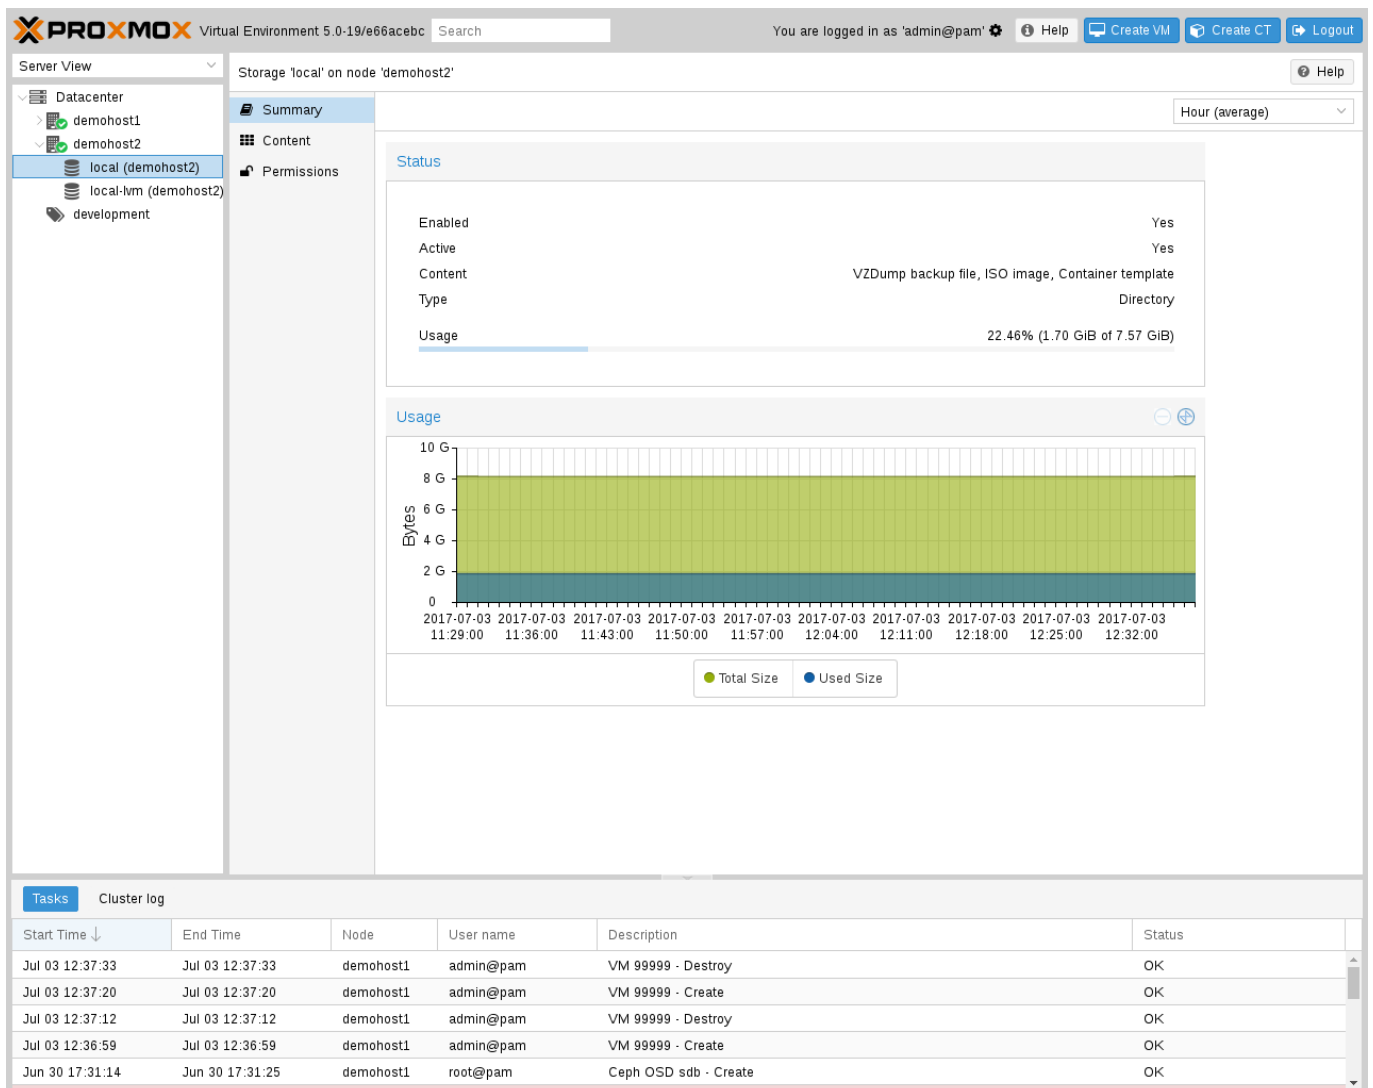 PROXMOX Virtual Environment 5.0-19/e66acebc Search You are logged in as 'admin@pam' Help Create VM Create CT Logout
Server View
Storage 'local' on node 'demohost2' Help
Datacenter
demohost1
demohost2
local (demohost2)
local-lvm (demohost2)
development
Summary
Content
Permissions
Hour (average)
Status
Enabled Yes
Active Yes
Content VZDump backup file, ISO image, Container template
Type Directory
Usage 22.46% (1.70 GiB of 7.57 GiB)
Usage
10 G
8 G
6 G
4 G
2 G
0
Bytes
2017-07-03 2017-07-03 2017-07-03 2017-07-03 2017-07-03 2017-07-03 2017-07-03 2017-07-03 2017-07-03 2017-07-03
11:29:00 11:36:00 11:43:00 11:50:00 11:57:00 12:04:00 12:11:00 12:18:00 12:25:00 12:32:00
Total Size Used Size
Tasks Cluster log
Start Time End Time Node User name Description Status
Jul 03 12:37:33 Jul 03 12:37:33 demohost1 admin@pam VM 99999 - Destroy OK
Jul 03 12:37:20 Jul 03 12:37:20 demohost1 admin@pam VM 99999 - Create OK
Jul 03 12:37:12 Jul 03 12:37:12 demohost1 admin@pam VM 99999 - Destroy OK
Jul 03 12:36:59 Jul 03 12:36:59 demohost1 admin@pam VM 99999 - Create OK
Jun 30 17:31:14 Jun 30 17:31:25 demohost1 root@pam Ceph OSD sdb - Create OK